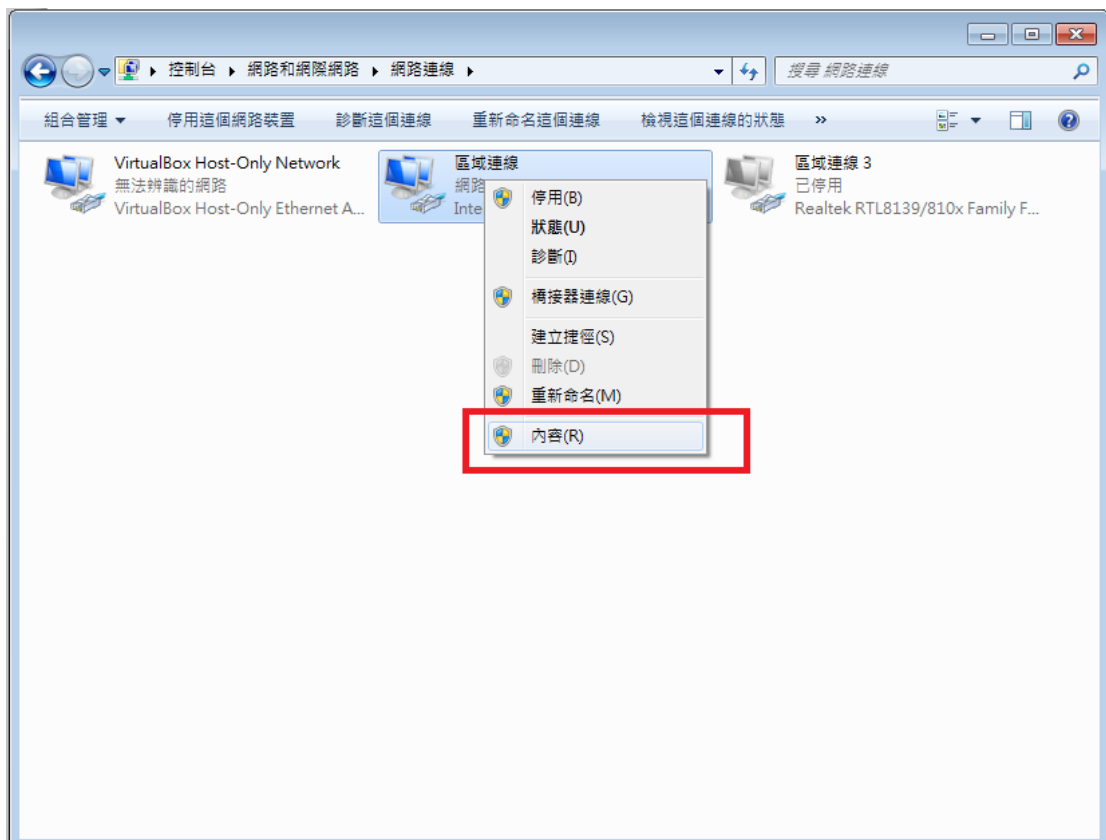 控制台 ▸ 網路和網際網路 ▸ 網路連線 ▸
搜尋 網路連線
組合管理 停用這個網路裝置 診斷這個連線 重新命名這個連線 檢視這個連線的狀態 »
VirtualBox Host-Only Network
無法辨識的網路
VirtualBox Host-Only Ethernet A...
區域連線
網路
Inte
區域連線 3
已停用
Realtek RTL8139/810x Family F...
停用(B)
狀態(U)
診斷(I)
橋接器連線(G)
建立捷徑(S)
刪除(D)
重新命名(M)
內容(R)